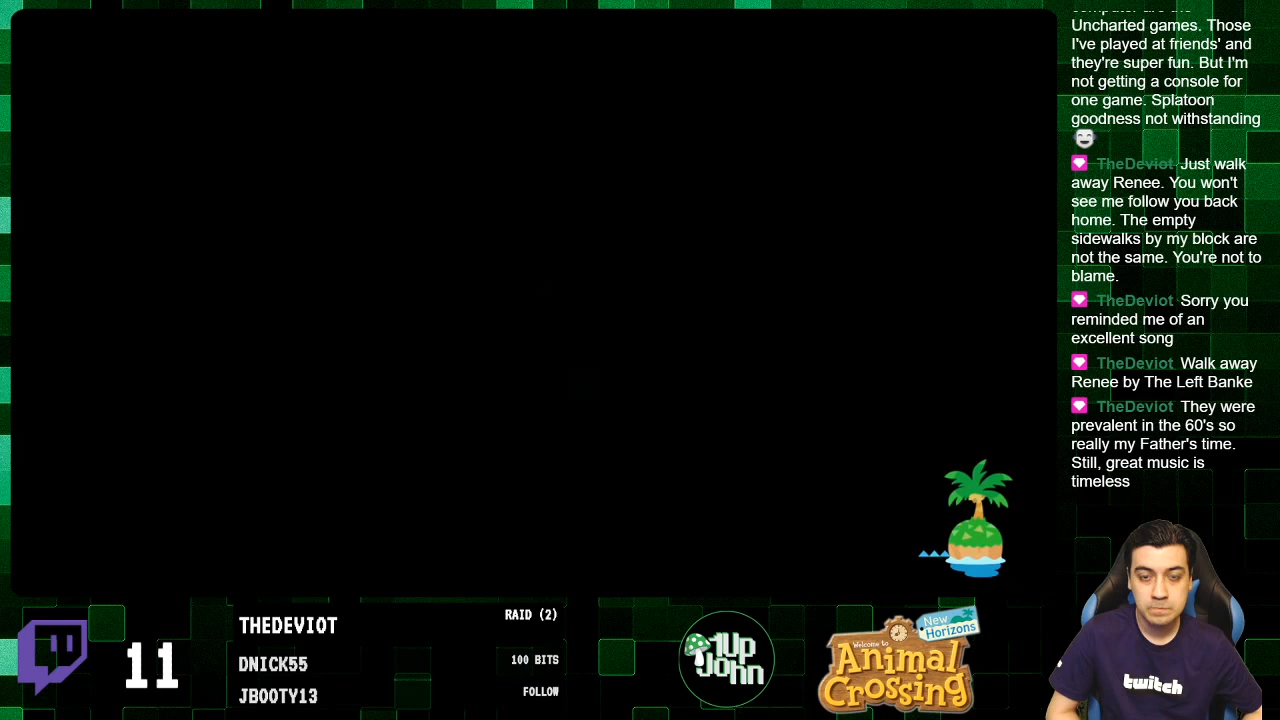 Uncharted games. Those
I've played at friends' and
they're super fun. But I'm
not getting a console for
one game. Splatoon
goodness not withstanding
TheDeviot Just walk
away Renee. You won't
see me follow you back
home. The empty
sidewalks by my block are
not the same. You're not to
blame.
TheDeviot Sorry you
reminded me of an
excellent song
TheDeviot Walk away
Renee by The Left Banke
TheDeviot They were
prevalent in the 60's so
really my Father's time.
Still, great music is
timeless
11
THEDEVIOT RAID (2)
DNICK55 100 BITS
JBOOTY13 FOLLOW
1UP
John
New
Horizons
Welcome to
Animal
Crossing
twitch